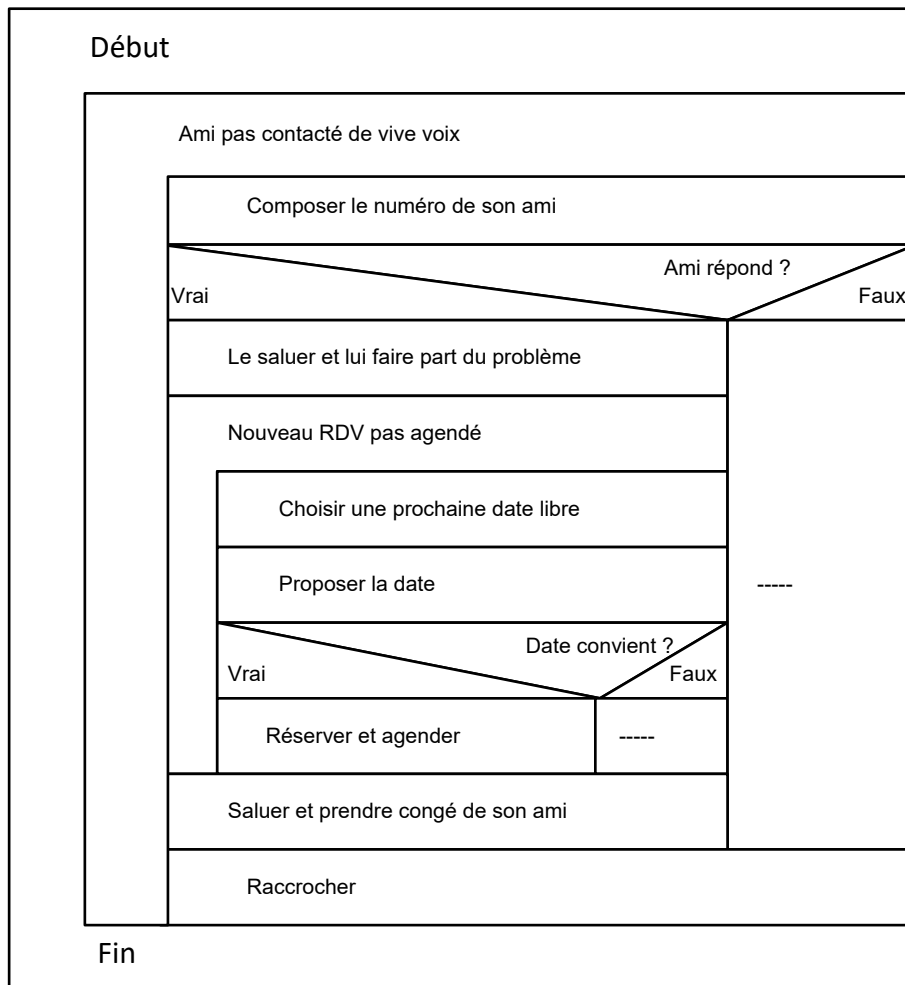 Début
Ami pas contacté de vive voix
Composer le numéro de son ami
Ami répond ?
Vrai
Faux
Le saluer et lui faire part du problème
Nouveau RDV pas agendé
Choisir une prochaine date libre
Proposer la date
-----
Date convient ?
Vrai
Faux
Réserver et agender
-----
Saluer et prendre congé de son ami
Raccrocher
Fin